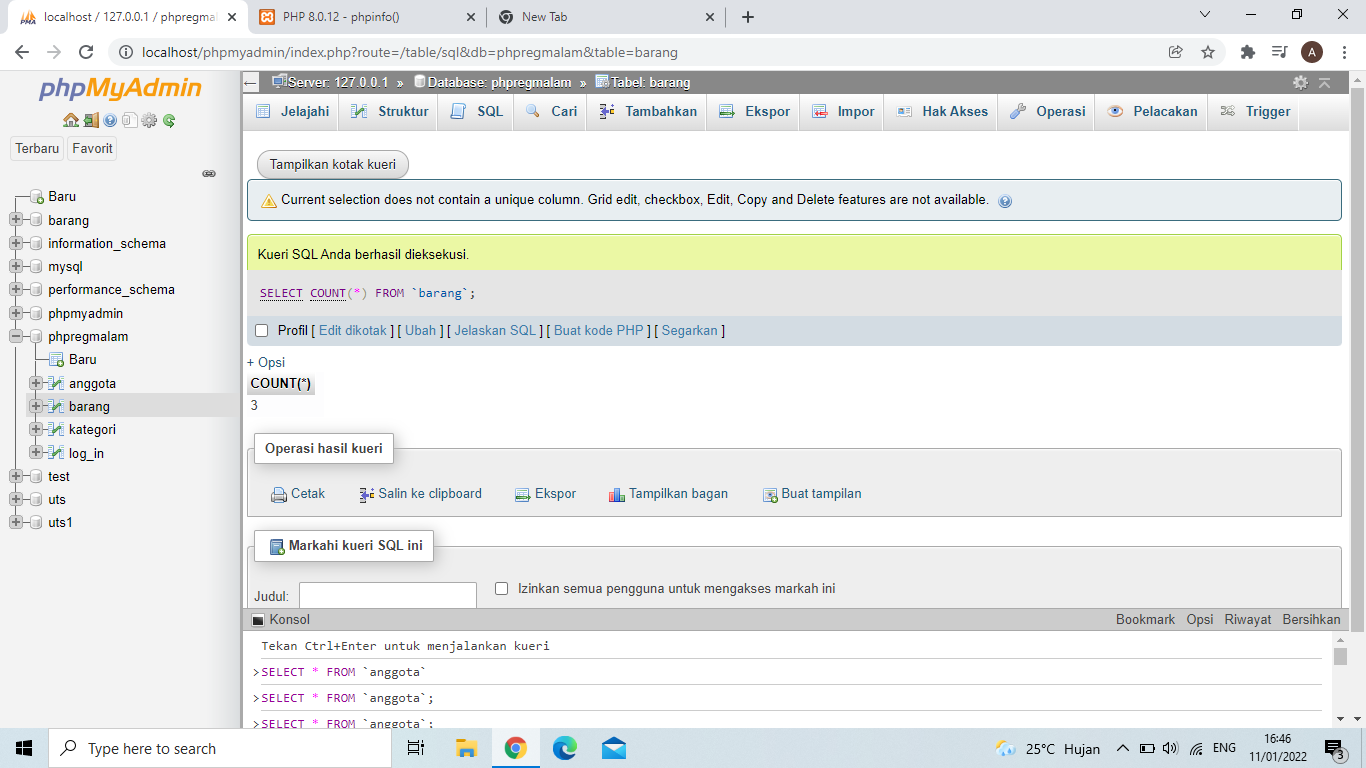 localhost / 127.0.0.1 / phpregmala
PHP 8.0.12 - phpinfo()
New Tab
localhost/phpmyadmin/index.php?route=/table/sql&db=phpregmalam&table=barang
A
phpMyAdmin
Terbaru
Favorit
Baru
barang
information_schema
mysql
performance_schema
phpmyadmin
phpregmalam
Baru
anggota
barang
kategori
log_in
test
uts
uts1
Server: 127.0.0.1 » Database: phpregmalam » Tabel: barang
Jelajahi Struktur SQL Cari Tambahkan Ekspor Impor Hak Akses Operasi Pelacakan Trigger
Tampilkan kotak kueri
Current selection does not contain a unique column. Grid edit, checkbox, Edit, Copy and Delete features are not available.
Kueri SQL Anda berhasil dieksekusi.
SELECT COUNT(*) FROM `barang`;
Profil [ Edit dikotak ] [ Ubah ] [ Jelaskan SQL ] [ Buat kode PHP ] [ Segarkan ]
+ Opsi
COUNT(*)
3
Operasi hasil kueri
Cetak Salin ke clipboard Ekspor Tampilkan bagan Buat tampilan
Markahi kueri SQL ini
Judul: Izinkan semua pengguna untuk mengakses markah ini
Konsol Bookmark Opsi Riwayat Bersihkan
Tekan Ctrl+Enter untuk menjalankan kueri
>SELECT * FROM `anggota`
>SELECT * FROM `anggota`;
>SELECT * FROM `anggota`;
Type here to search
25°C Hujan
ENG
16:46
11/01/2022
3